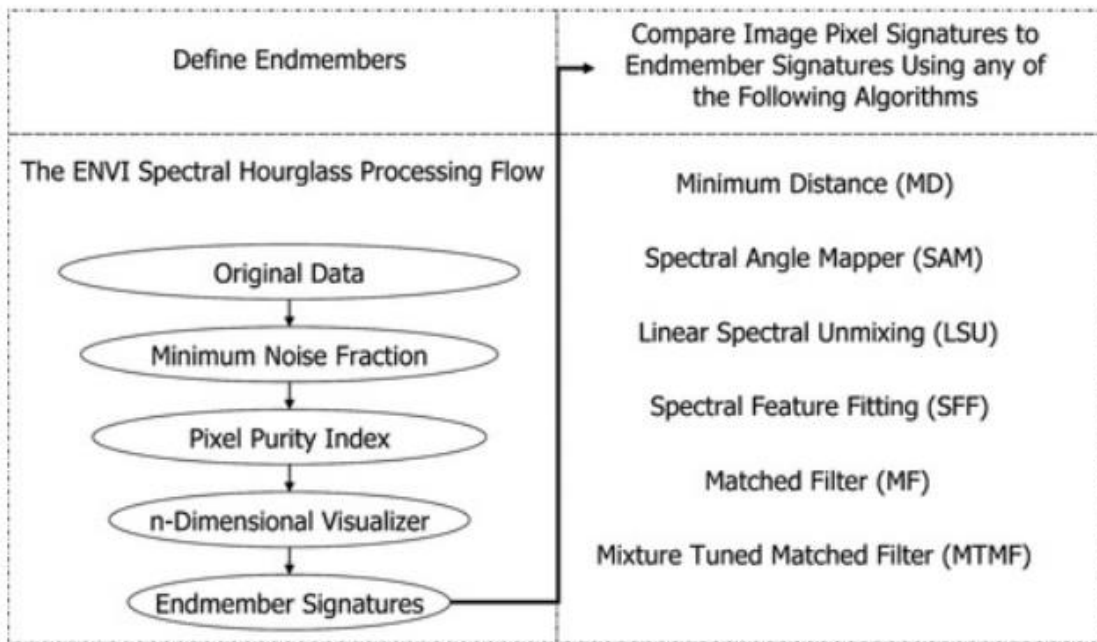 Define Endmembers
Compare Image Pixel Signatures to
Endmember Signatures Using any of
the Following Algorithms
The ENVI Spectral Hourglass Processing Flow
Original Data
Minimum Noise Fraction
Pixel Purity Index
n-Dimensional Visualizer
Endmember Signatures
Minimum Distance (MD)
Spectral Angle Mapper (SAM)
Linear Spectral Unmixing (LSU)
Spectral Feature Fitting (SFF)
Matched Filter (MF)
Mixture Tuned Matched Filter (MTMF)